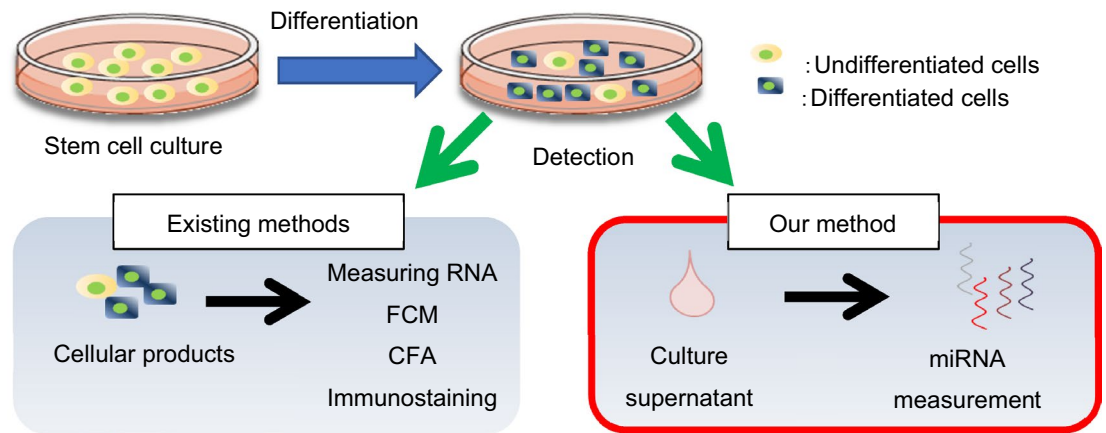 Differentiation
: Undifferentiated cells
: Differentiated cells
Stem cell culture
Detection
Existing methods
Measuring RNA
FCM
CFA
Immunostaining
Cellular products
Our method
Culture
supernatant
miRNA
measurement